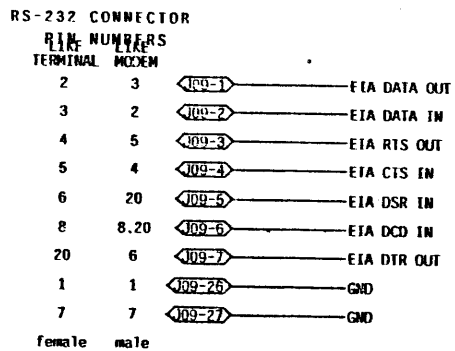 RS-232 CONNECTOR
PIN NUMBERS
LIKE LIKE
TERMINAL MODEM
2 3 J09-1 EIA DATA OUT
3 2 J09-2 EIA DATA IN
4 5 J09-3 EIA RTS OUT
5 4 J09-4 EIA CTS IN
6 20 J09-5 EIA DSR IN
8 8.20 J09-6 EIA DCD IN
20 6 J09-7 EIA DTR OUT
1 1 J09-26 GND
7 7 J09-27 GND
female male